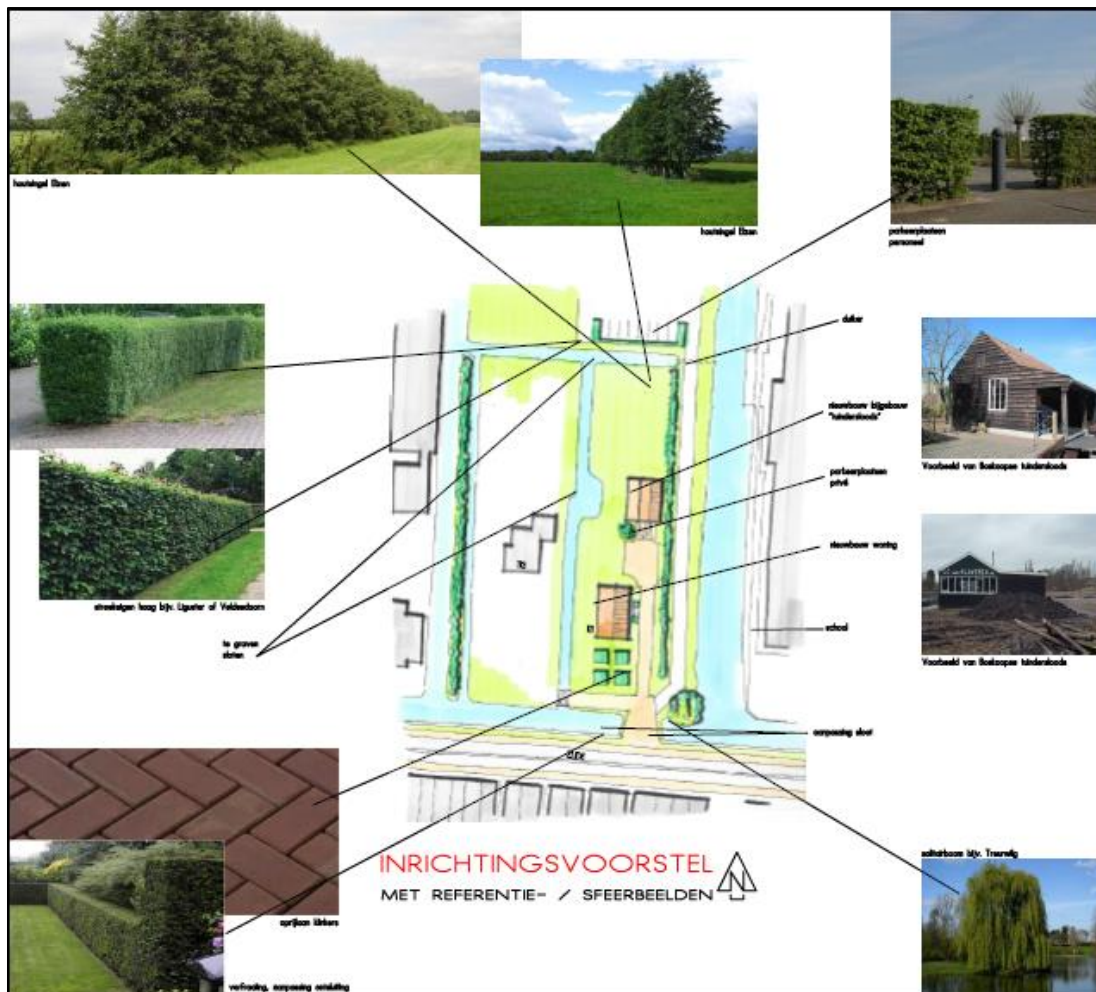 houtsingel Elzen
houtsingel Elzen
parkeerplaatsen
personeel
duiker
nieuwbouw bijgebouw
"tuindersloods"
Voorbeeld van Boskoopse tuindersloods
parkeerplaatsen
privé
nieuwbouw woning
streekeigen haag bijv. Liguster of Veldesdoorn
te graven
sloten
school
Voorbeeld van Boskoopse tuindersloods
aanpassing sloot
INRICHTINGSVOORSTEL
MET REFERENTIE- / SFEERBEELDEN
N
solitairboom bijv. Treurwilg
oprijlaan klinkers
verfraaiing, aanpassing ontsluiting